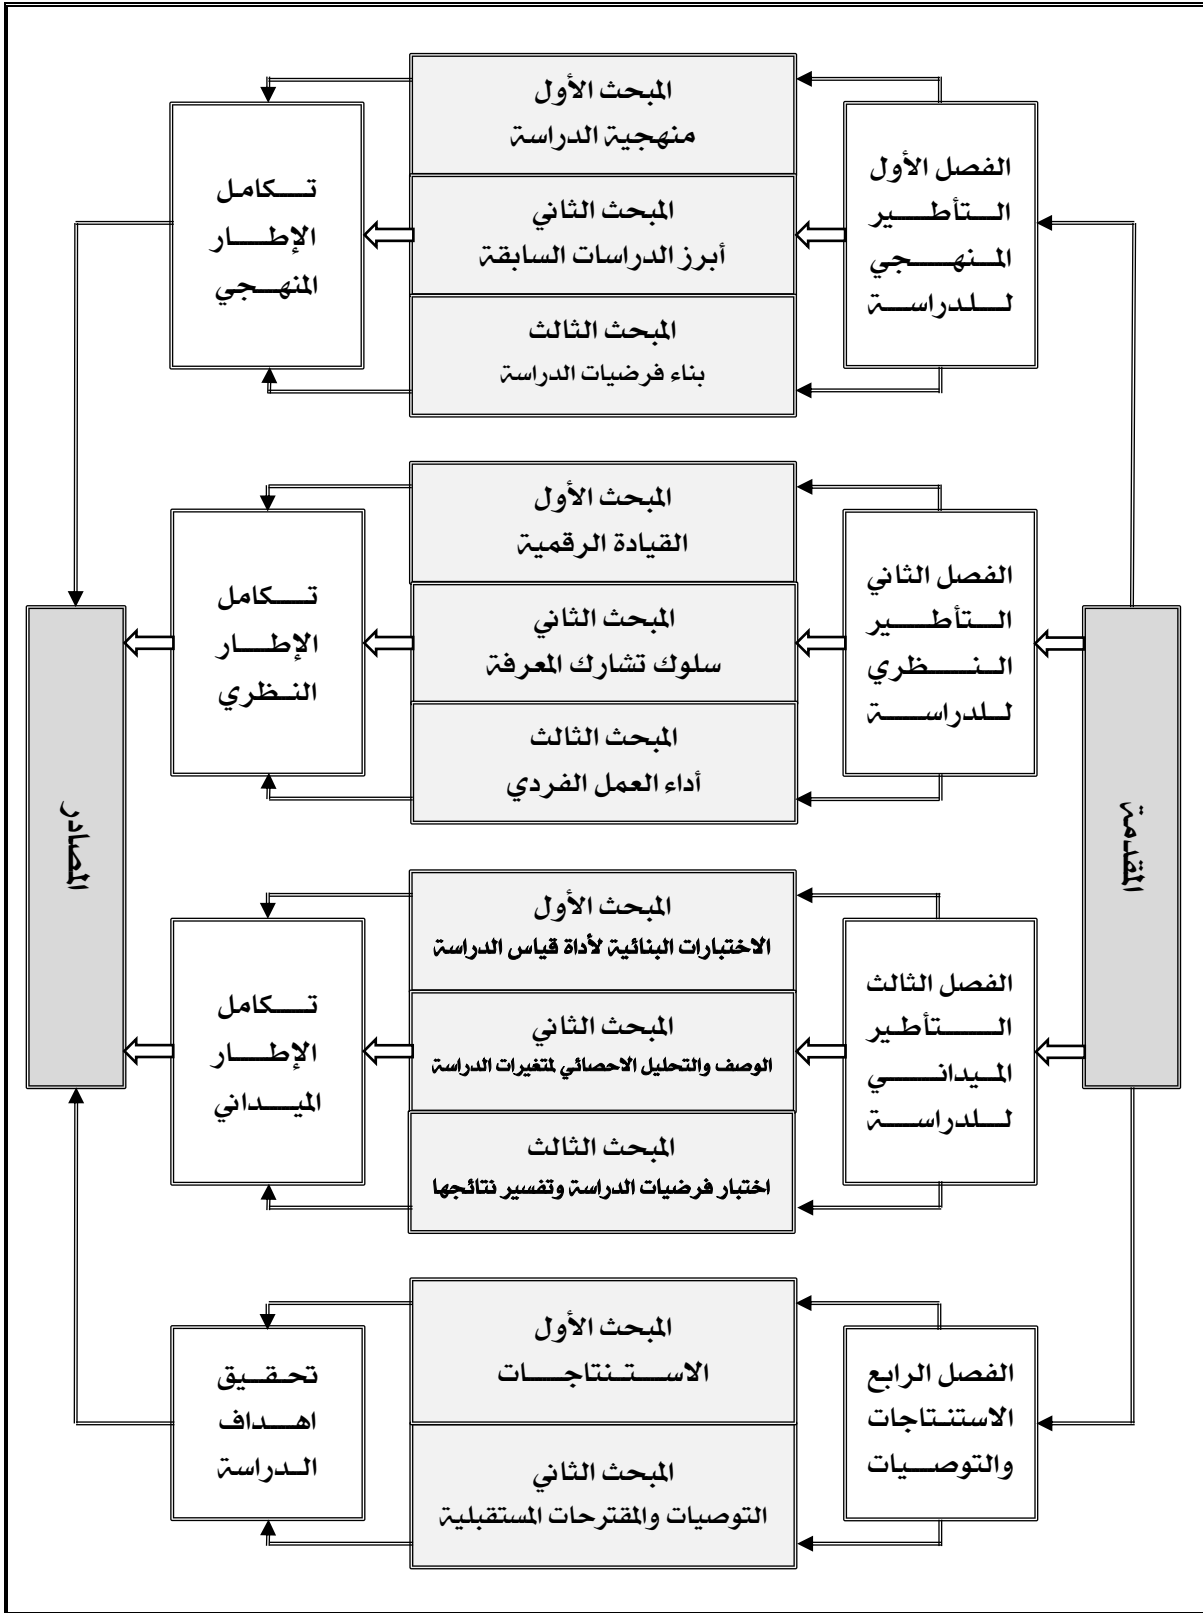 المقدمة
الفصل الأول
التأطير
المنهجي
للدراسة
المبحث الأول
منهجية الدراسة
المبحث الثاني
أبرز الدراسات السابقة
المبحث الثالث
بناء فرضيات الدراسة
تكامل
الإطار
المنهجي
الفصل الثاني
التأطير
النظري
للدراسة
المبحث الأول
القيادة الرقمية
المبحث الثاني
سلوك تشارك المعرفة
المبحث الثالث
أداء العمل الفردي
تكامل
الإطار
النظري
الفصل الثالث
التأطير
الميداني
للدراسة
المبحث الأول
الاختبارات البنائية لأداة قياس الدراسة
المبحث الثاني
الوصف والتحليل الاحصائي لمتغيرات الدراسة
المبحث الثالث
اختبار فرضيات الدراسة وتفسير نتائجها
تكامل
الإطار
الميداني
الفصل الرابع
الاستنتاجات
والتوصيات
المبحث الأول
الاستنتاجات
المبحث الثاني
التوصيات والمقترحات المستقبلية
تحقيق
اهداف
الدراسة
المصادر